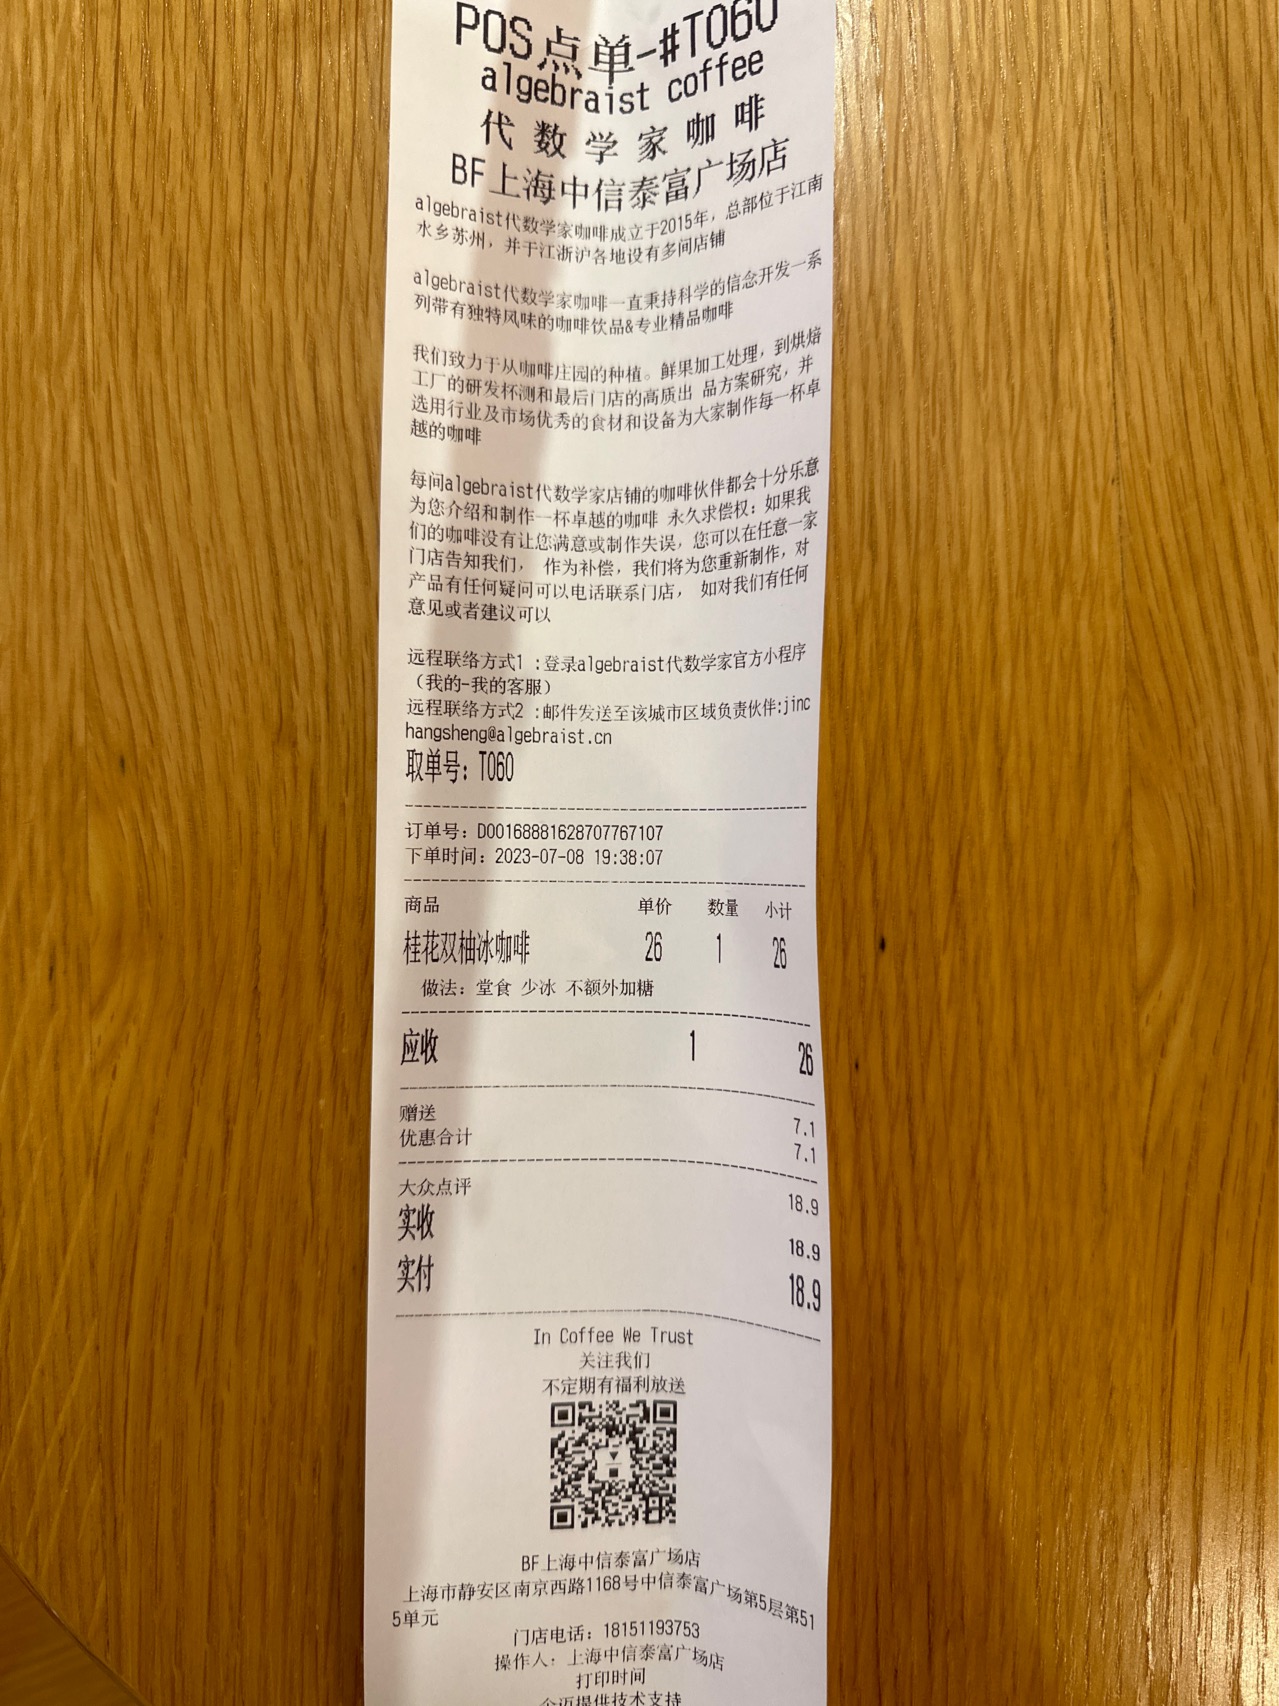 POS点单-#T060
algebraist coffee
代数学家咖啡
BF上海中信泰富广场店
algebraist代数学家咖啡成立于2015年，总部位于江南
水乡苏州，并于江浙沪各地设有多间店铺
algebraist代数学家咖啡一直秉持科学的信念开发一系
列带有独特风味的咖啡饮品&专业精品咖啡
我们致力于从咖啡庄园的种植。鲜果加工处理，到烘焙
工厂的研发杯测和最后门店的高质出 品方案研究，并
选用行业及市场优秀的食材和设备为大家制作每一杯卓
越的咖啡
每间algebraist代数学家店铺的咖啡伙伴都会十分乐意
为您介绍和制作一杯卓越的咖啡 永久求偿权：如果我
们的咖啡没有让您满意或制作失误，您可以在任意一家
门店告知我们， 作为补偿，我们将为您重新制作，对
产品有任何疑问可以电话联系门店， 如对我们有任何
意见或者建议可以
远程联络方式1 :登录algebraist代数学家官方小程序
（我的-我的客服）
远程联络方式2 :邮件发送至该城市区域负责伙伴:jinc
hangsheng@algebraist.cn
取单号：T060
订单号：D00168881628707767107
下单时间：2023-07-08 19:38:07
商品 单价 数量 小计
桂花双柚冰咖啡 26 1 26
做法：堂食 少冰 不额外加糖
应收 1 26
赠送 7.1
优惠合计 7.1
大众点评 18.9
实收 18.9
实付 18.9
In Coffee We Trust
关注我们
不定期有福利放送
BF上海中信泰富广场店
上海市静安区南京西路1168号中信泰富广场第5层第51
5单元
门店电话：18151193753
操作人：上海中信泰富广场店
打印时间
企迈提供技术支持